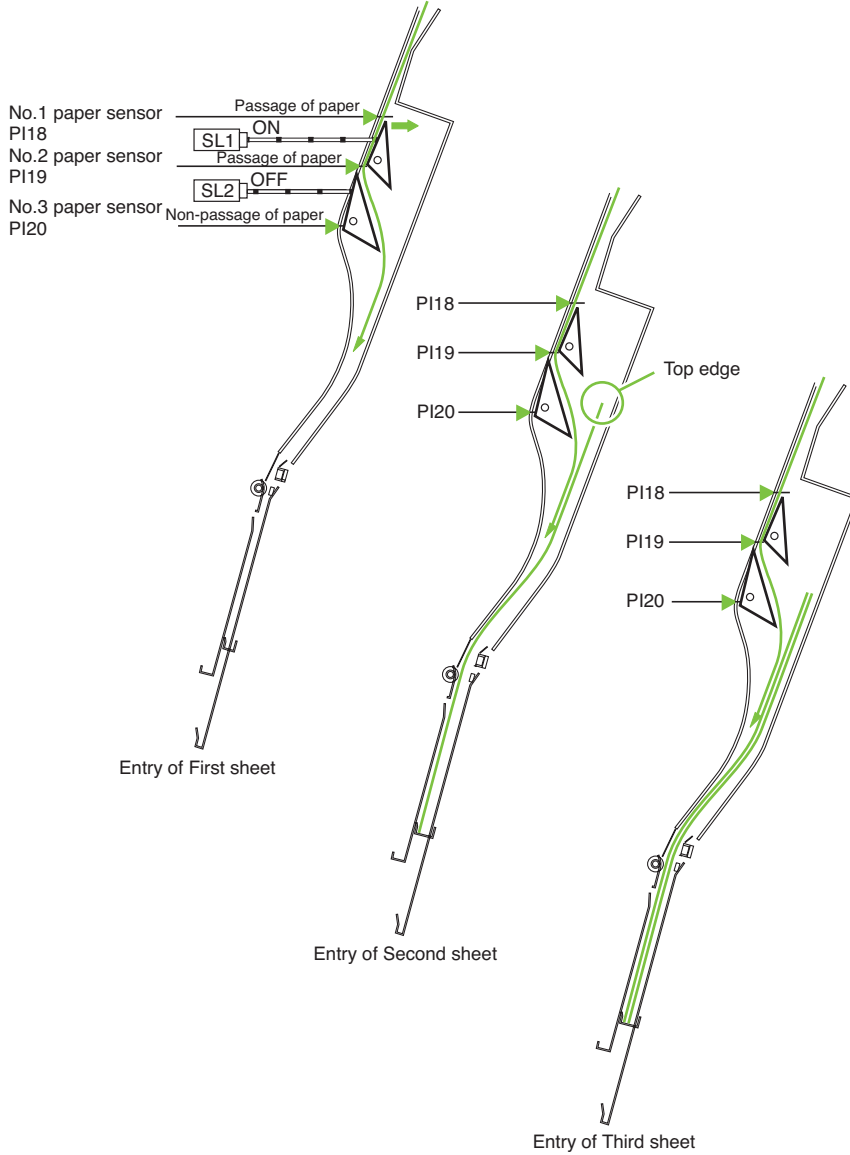 No.1 paper sensor
PI18
Passage of paper
SL1
ON
No.2 paper sensor
PI19
Passage of paper
SL2
OFF
No.3 paper sensor
PI20
Non-passage of paper
PI18
PI19
PI20
Top edge
PI18
PI19
PI20
Entry of First sheet
Entry of Second sheet
Entry of Third sheet